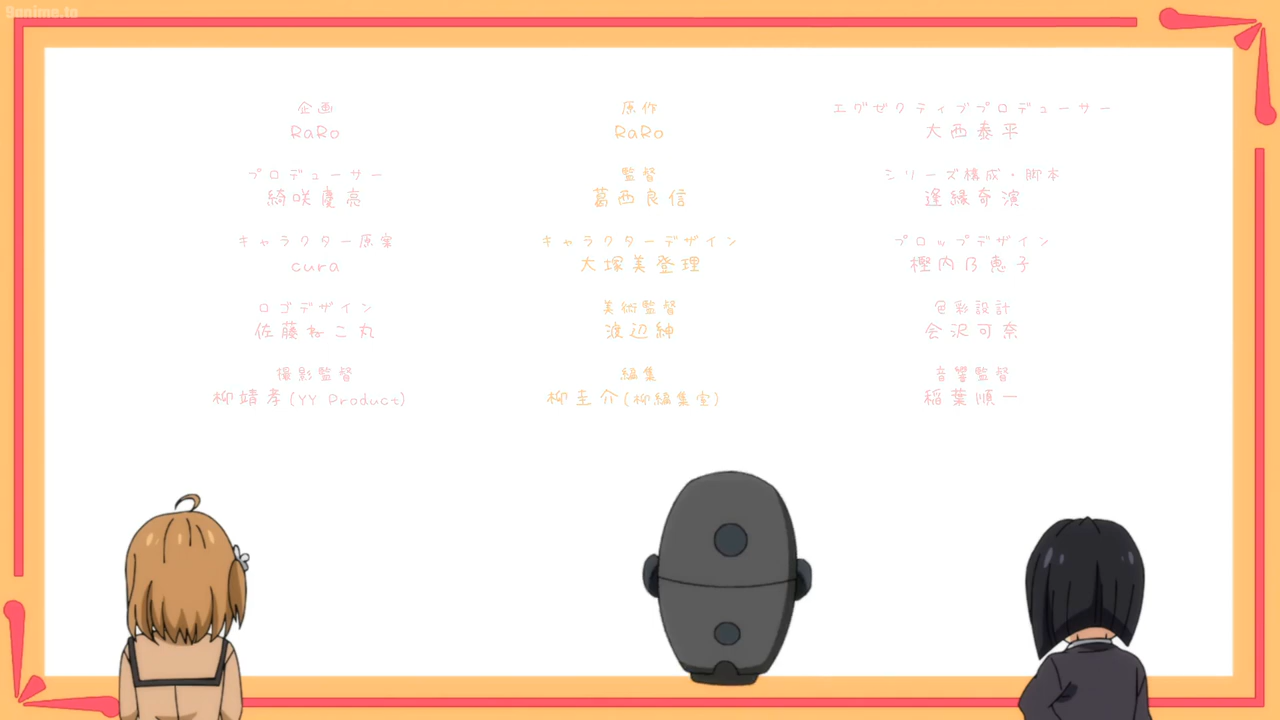 9anime.to
企画
RaRo
原作
RaRo
エグゼクティブプロデューサー
大西泰平
プロデューサー
綺咲慶亮
監督
葛西良信
シリーズ構成・脚本
逢縁奇演
キャラクター原案
cura
キャラクターデザイン
大塚美登理
プロップデザイン
樫内乃恵子
ロゴデザイン
佐藤ねこ丸
美術監督
渡辺紳
色彩設計
会沢可奈
撮影監督
柳靖孝(YY Product)
編集
柳圭介(柳編集室)
音響監督
稲葉順一